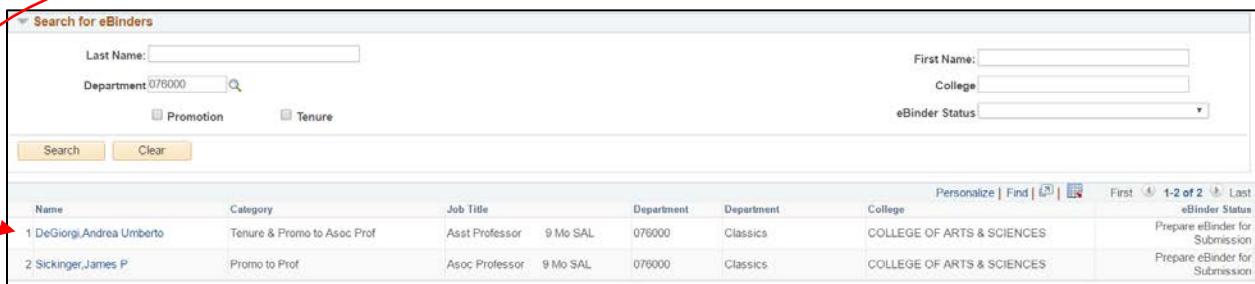 Search for eBinders
Last Name:
First Name:
Department 076000
College
Promotion Tenure
eBinder Status
Search Clear
Personalize | Find | | First 1-2 of 2 Last
Name Category Job Title Department Department College eBinder Status
1 DeGiorgi,Andrea Umberto Tenure & Promo to Asoc Prof Asst Professor 9 Mo SAL 076000 Classics COLLEGE OF ARTS & SCIENCES Prepare eBinder for
Submission
2 Sickinger,James P Promo to Prof Asoc Professor 9 Mo SAL 076000 Classics COLLEGE OF ARTS & SCIENCES Prepare eBinder for
Submission